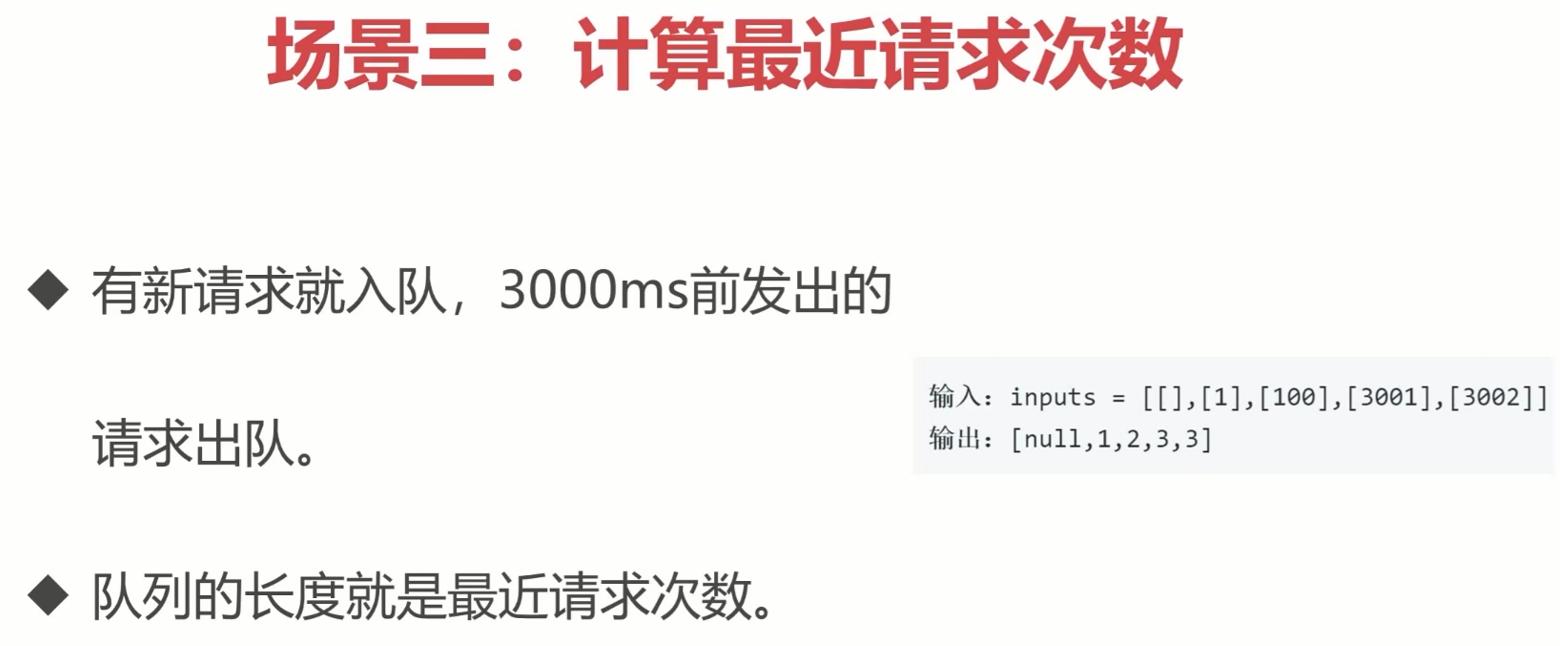 场景三：计算最近请求次数
◆ 有新请求就入队，3000ms前发出的
请求出队。
输入：inputs = [[],[1],[100],[3001],[3002]]
输出：[null,1,2,3,3]
◆ 队列的长度就是最近请求次数。